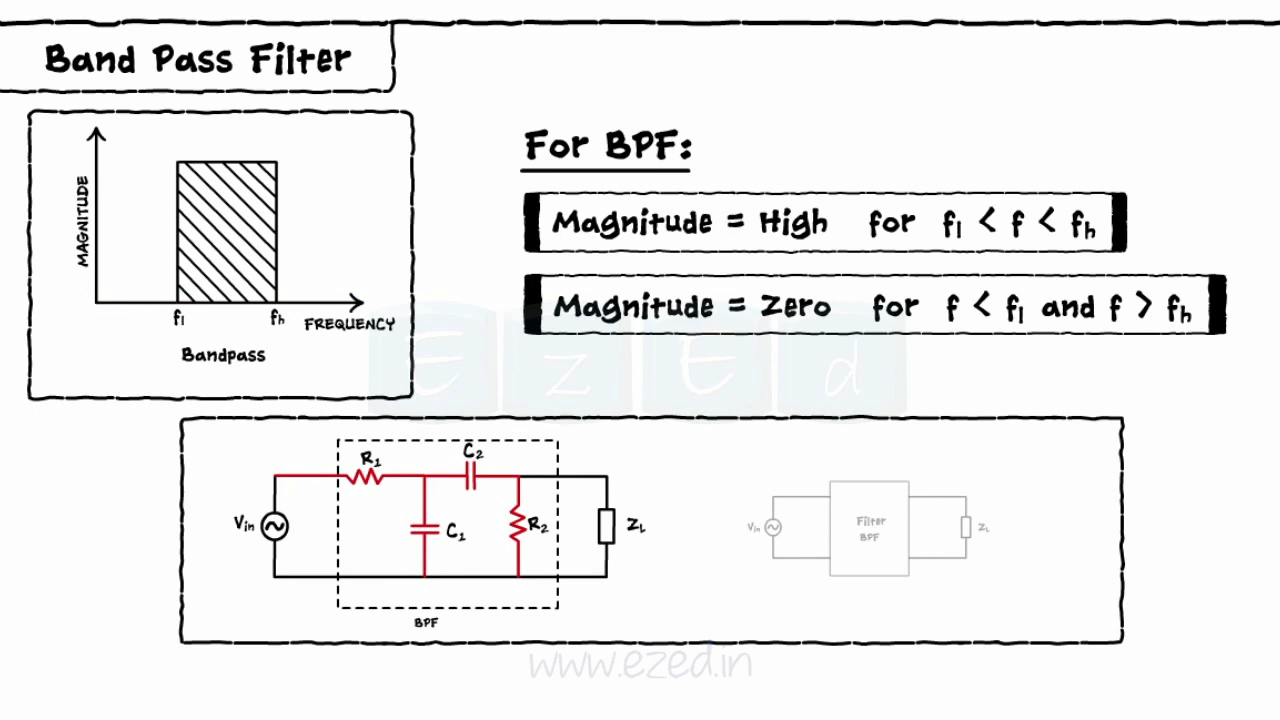 Band Pass Filter
MAGNITUDE
fl fh
FREQUENCY
Bandpass
For BPF:
Magnitude = High for fl < f < fh
Magnitude = Zero for f < fl and f > fh
EzEd
R1 C2
Vin C1 R2 ZL
BPF
Vin Filter BPF ZL
www.ezed.in